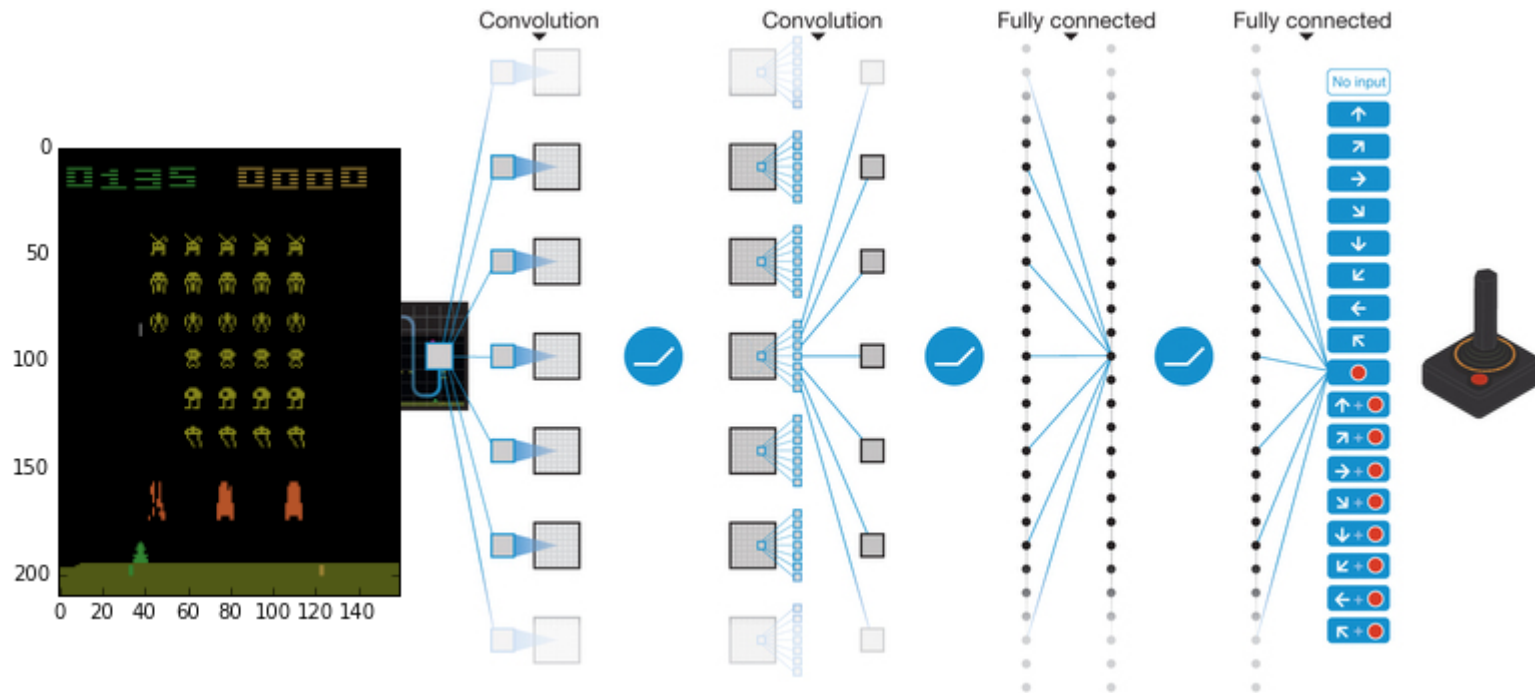 Convolution
Convolution
Fully connected
Fully connected
No input
0135 0000
0
50
100
150
200
0 20 40 60 80 100 120 140